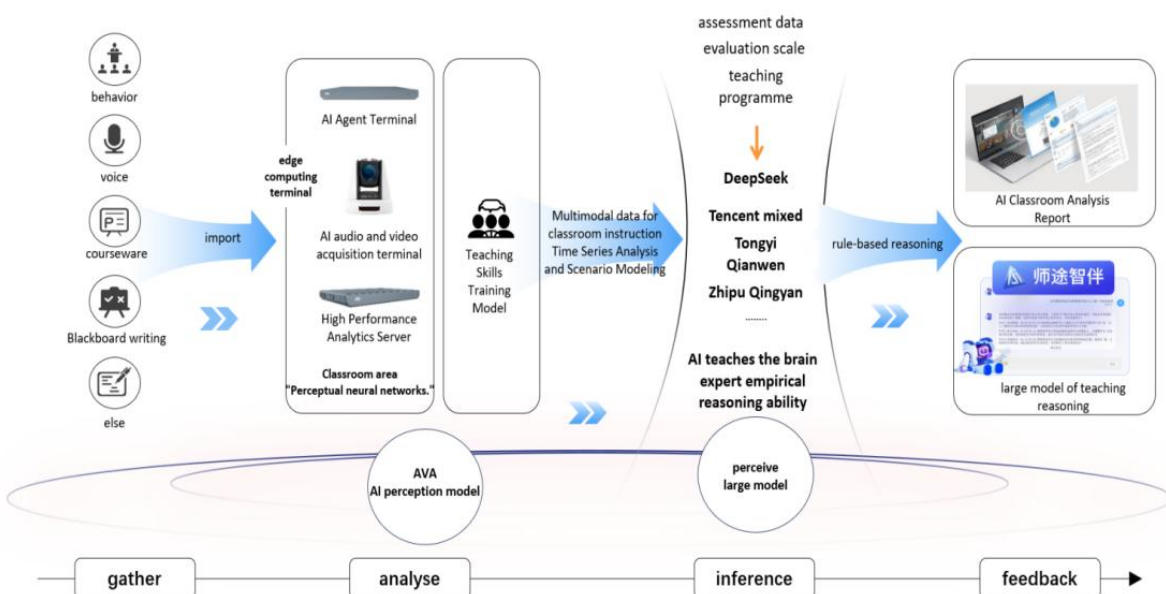 behavior
voice
P
courseware
Blackboard writing
else
import
edge
computing
terminal
AI Agent Terminal
AI audio and video
acquisition terminal
High Performance
Analytics Server
Classroom area
"Perceptual neural networks."
Teaching
Skills
Training
Model
Multimodal data for
classroom instruction
Time Series Analysis
and Scenario Modeling
assessment data
evaluation scale
teaching
programme
DeepSeek
Tencent mixed
Tongyi
Qianwen
Zhipu Qingyan
........
AI teaches the brain
expert empirical
reasoning ability
rule-based reasoning
AI Classroom Analysis
Report
师途智伴
large model of teaching
reasoning
AVA
AI perception model
perceive
large model
gather
analyse
inference
feedback